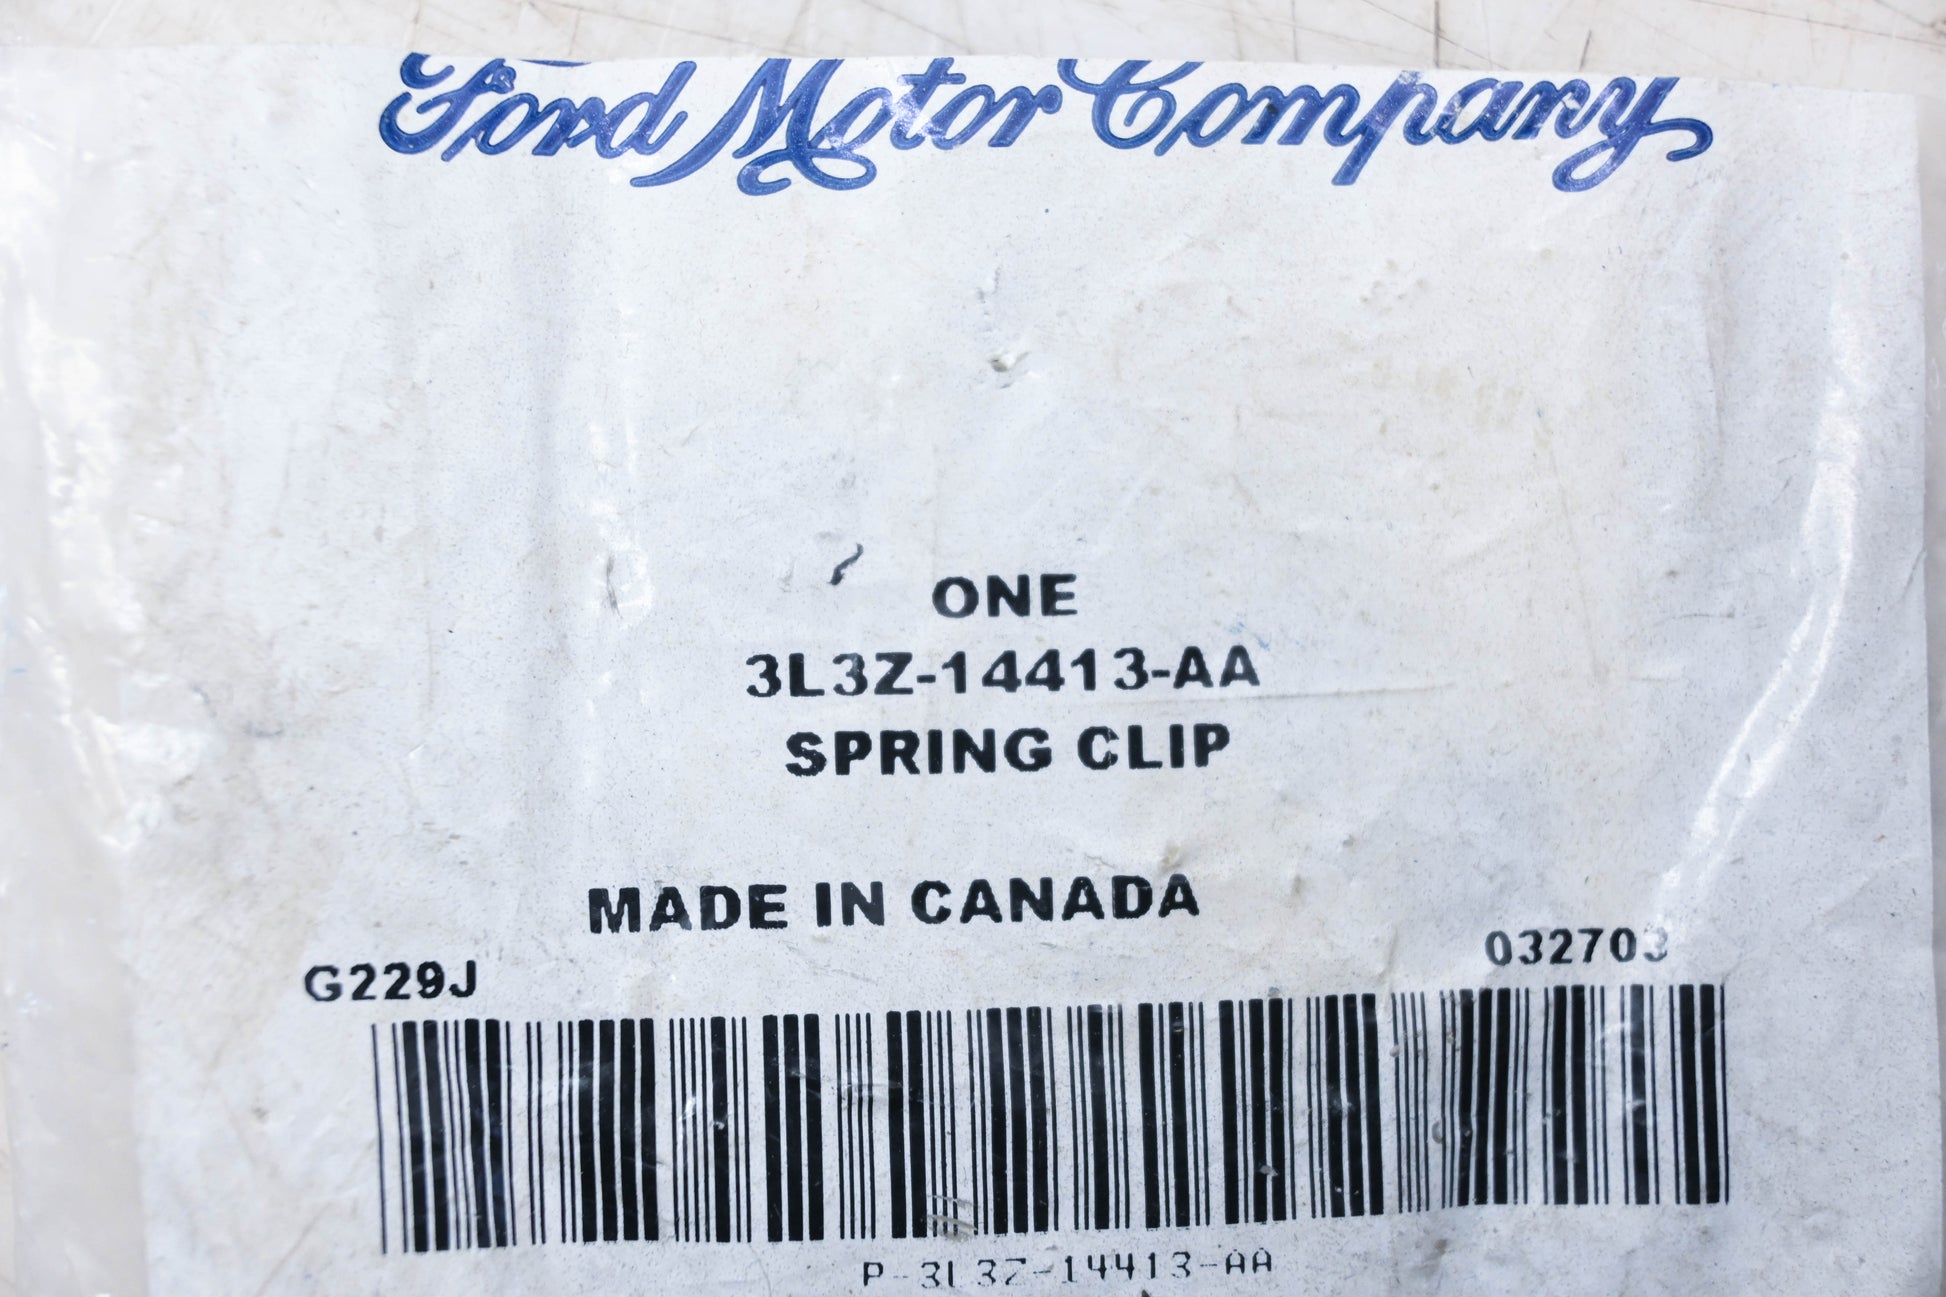 Ford Motor Company
ONE
3L3Z-14413-AA
SPRING CLIP
MADE IN CANADA
G229J
032703
P-3L3Z-14413-AA